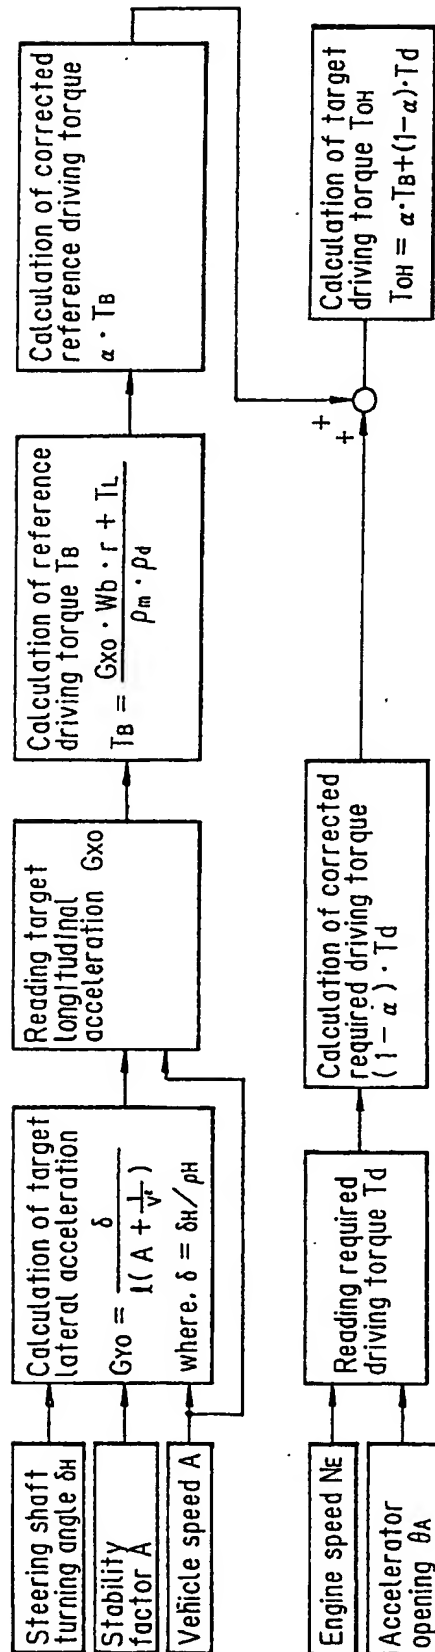 Steering shaft
turning angle δH
Stability
factor A
Vehicle speed A
Calculation of target
lateral acceleration
GYO = δ / l( A + 1/V² )
where, δ = δH/ρH
Reading target
longitudinal
acceleration GXO
Calculation of reference
driving torque TB
TB = GXO · Wb · r + TL / ρm · ρd
Calculation of corrected
reference driving torque
α · TB
Engine speed NE
Accelerator
opening θA
Reading required
driving torque Td
Calculation of corrected
required driving torque
(1 - α) · Td
+
+
Calculation of target
driving torque TOH
TOH = α·TB+(1-α)·Td